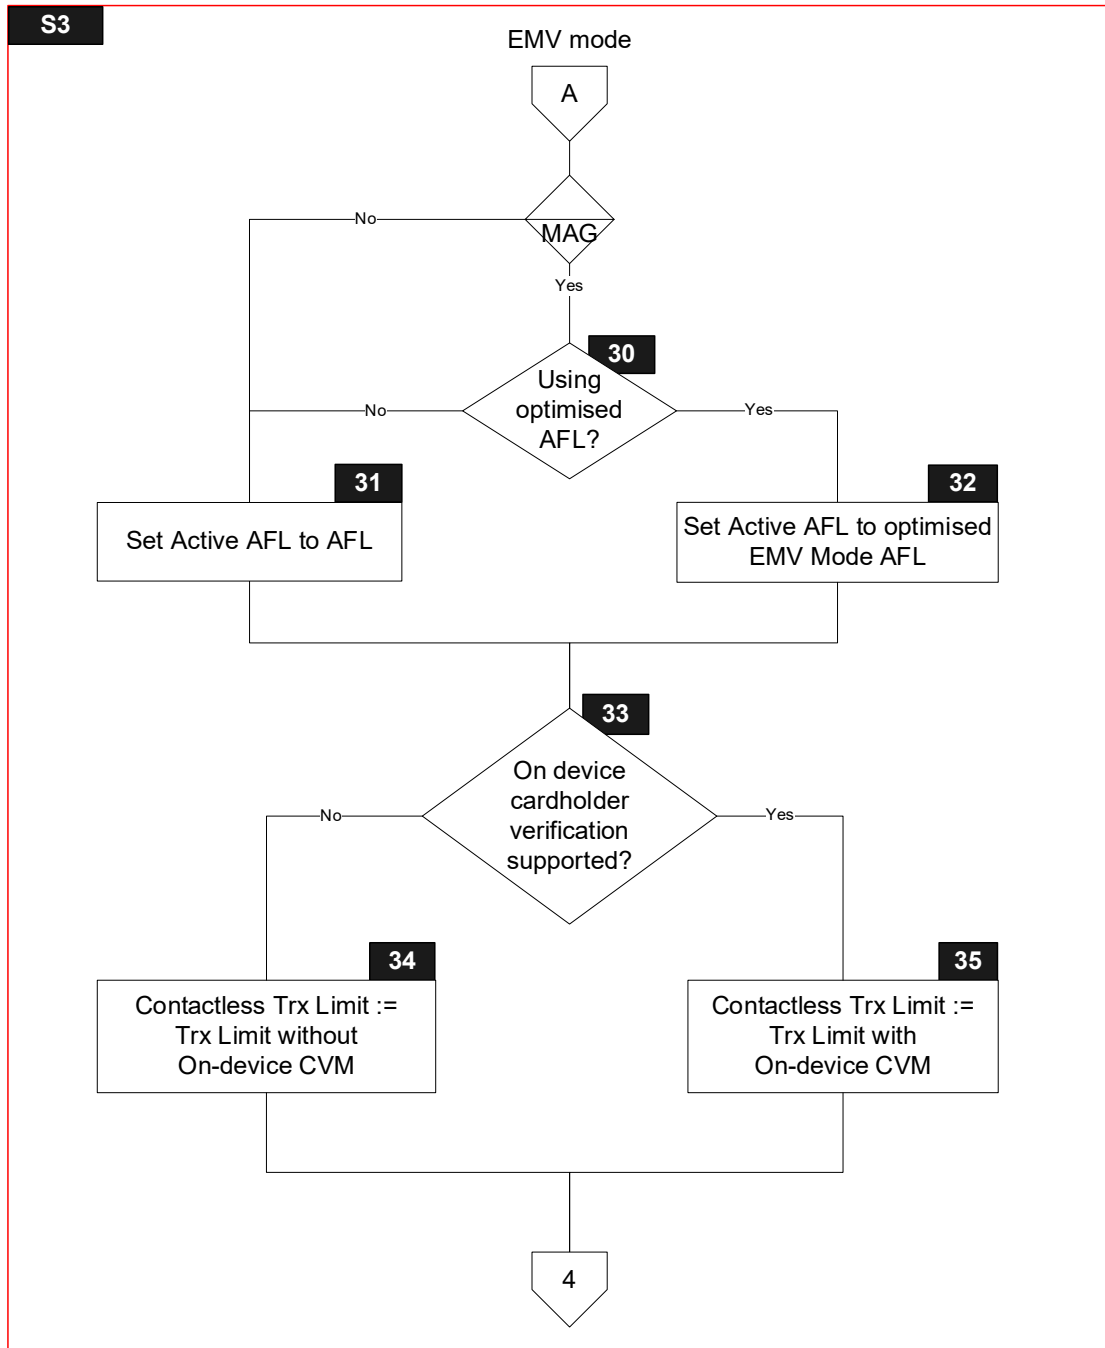 S3
EMV mode
A
No
MAG
Yes
30
Using
optimised
AFL?
No
Yes
31
Set Active AFL to AFL
32
Set Active AFL to optimised
EMV Mode AFL
33
On device
cardholder
verification
supported?
No
Yes
34
Contactless Trx Limit :=
Trx Limit without
On-device CVM
35
Contactless Trx Limit :=
Trx Limit with
On-device CVM
4